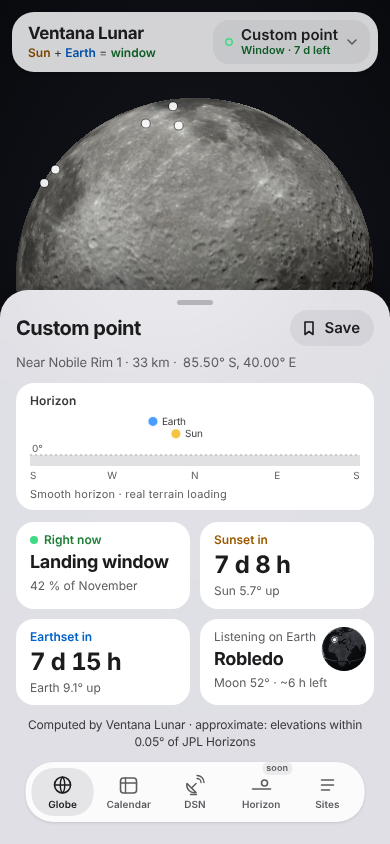 Ventana Lunar
Sun + Earth = window
Custom point
Window · 7 d left
Custom point
Save
Near Nobile Rim 1 · 33 km · 85.50° S, 40.00° E
Horizon
Earth
Sun
0°
S W N E S
Smooth horizon · real terrain loading
Right now
Landing window
42 % of November
Sunset in
7 d 8 h
Sun 5.7° up
Earthset in
7 d 15 h
Earth 9.1° up
Listening on Earth
Robledo
Moon 52° · ~6 h left
Computed by Ventana Lunar · approximate: elevations within
0.05° of JPL Horizons
soon
Globe Calendar DSN Horizon Sites